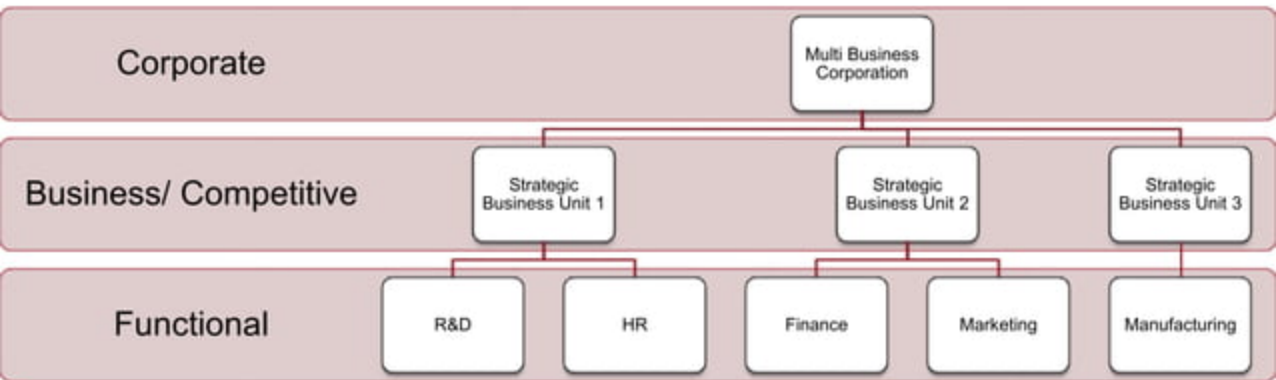 Corporate
Multi Business
Corporation
Business/ Competitive
Strategic
Business Unit 1
Strategic
Business Unit 2
Strategic
Business Unit 3
Functional
R&D
HR
Finance
Marketing
Manufacturing